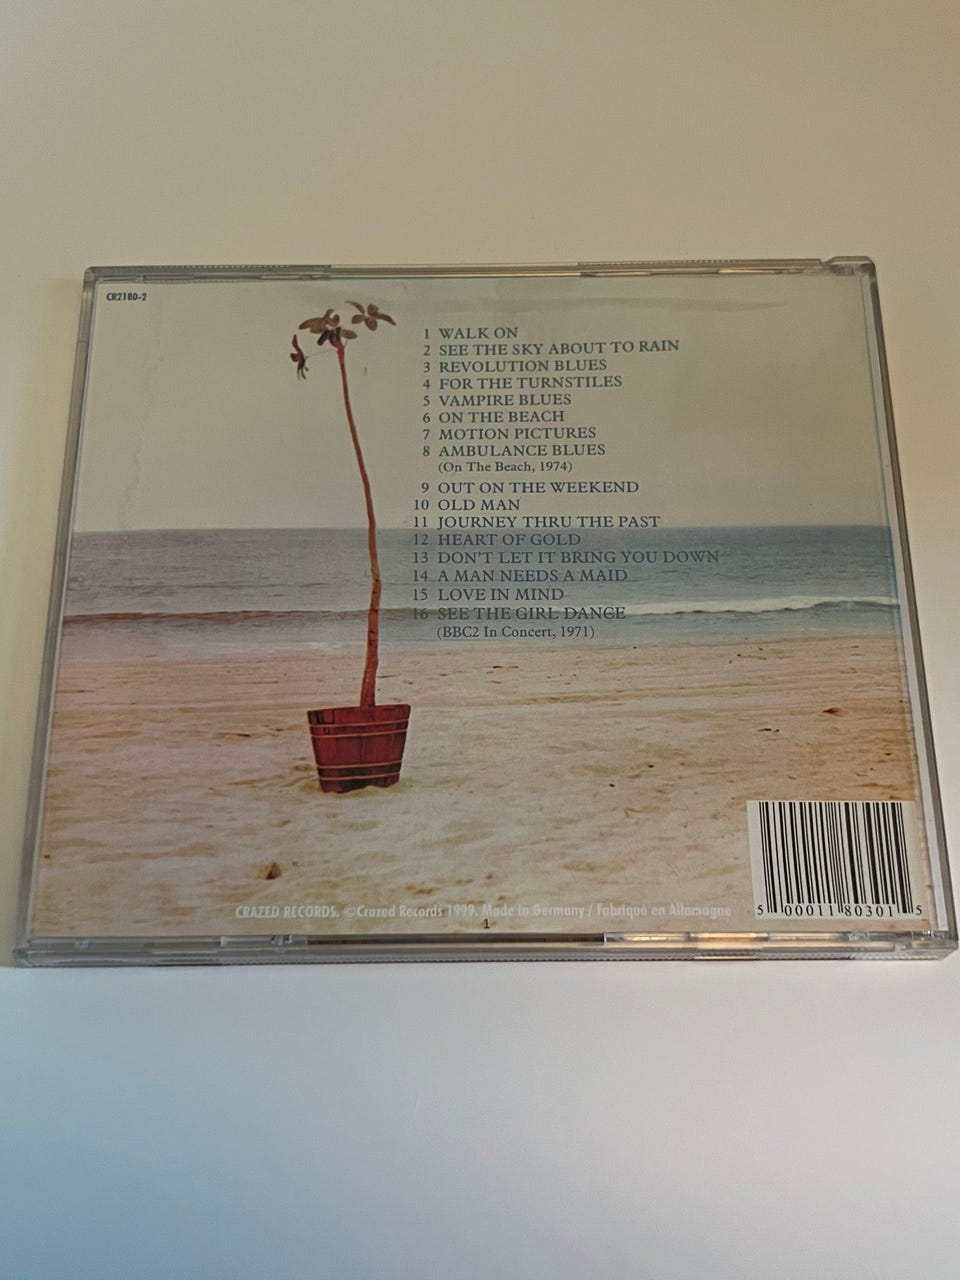 CR2180-2
1 WALK ON
2 SEE THE SKY ABOUT TO RAIN
3 REVOLUTION BLUES
4 FOR THE TURNSTILES
5 VAMPIRE BLUES
6 ON THE BEACH
7 MOTION PICTURES
8 AMBULANCE BLUES
(On The Beach, 1974)
9 OUT ON THE WEEKEND
10 OLD MAN
11 JOURNEY THRU THE PAST
12 HEART OF GOLD
13 DON'T LET IT BRING YOU DOWN
14 A MAN NEEDS A MAID
15 LOVE IN MIND
16 SEE THE GIRL DANCE
(BBC2 In Concert, 1971)
CRAZED RECORDS. ©Crazed Records 1999. Made in Germany / Fabriqué en Allemagne
5 00011 80301 5
1